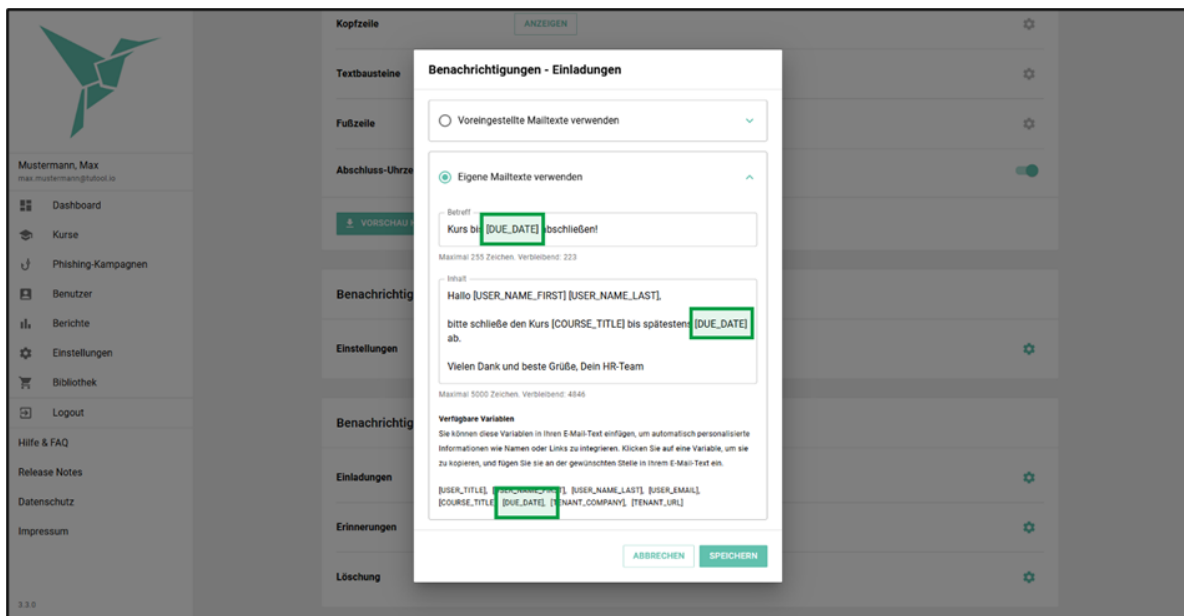 Mustermann, Max
max.mustermann@tutool.io
Dashboard
Kurse
Phishing-Kampagnen
Benutzer
Berichte
Einstellungen
Bibliothek
Logout
Hilfe & FAQ
Release Notes
Datenschutz
Impressum
3.3.0
Kopfzeile
ANZEIGEN
Textbausteine
Fußzeile
Abschluss-Uhrze
VORSCHAU
Benachrichtig
Einstellungen
Benachrichtig
Einladungen
Erinnerungen
Löschung
Benachrichtigungen - Einladungen
Voreingestellte Mailtexte verwenden
Eigene Mailtexte verwenden
Betreff
Kurs bis [DUE_DATE] abschließen!
Maximal 255 Zeichen. Verbleibend: 223
Inhalt
Hallo [USER_NAME_FIRST] [USER_NAME_LAST],
bitte schließe den Kurs [COURSE_TITLE] bis spätestens [DUE_DATE]
ab.
Vielen Dank und beste Grüße, Dein HR-Team
Maximal 5000 Zeichen. Verbleibend: 4846
Verfügbare Variablen
Sie können diese Variablen in Ihren E-Mail-Text einfügen, um automatisch personalisierte
Informationen wie Namen oder Links zu integrieren. Klicken Sie auf eine Variable, um sie
zu kopieren, und fügen Sie sie an der gewünschten Stelle in Ihrem E-Mail-Text ein.
[USER_TITLE], [USER_NAME_FIRST], [USER_NAME_LAST], [USER_EMAIL],
[COURSE_TITLE], [DUE_DATE], [TENANT_COMPANY], [TENANT_URL]
ABBRECHEN
SPEICHERN